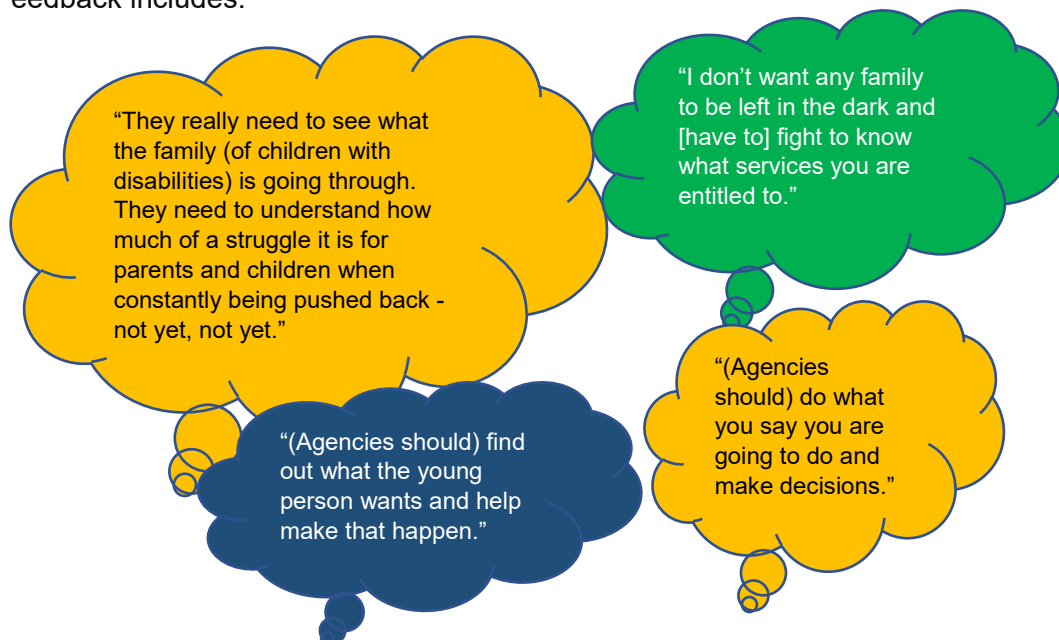 eedback includes:
“They really need to see what
the family (of children with
disabilities) is going through.
They need to understand how
much of a struggle it is for
parents and children when
constantly being pushed back -
not yet, not yet.”
“I don’t want any family
to be left in the dark and
[have to] fight to know
what services you are
entitled to.”
“(Agencies should) find
out what the young
person wants and help
make that happen.”
“(Agencies
should) do what
you say you are
going to do and
make decisions.”